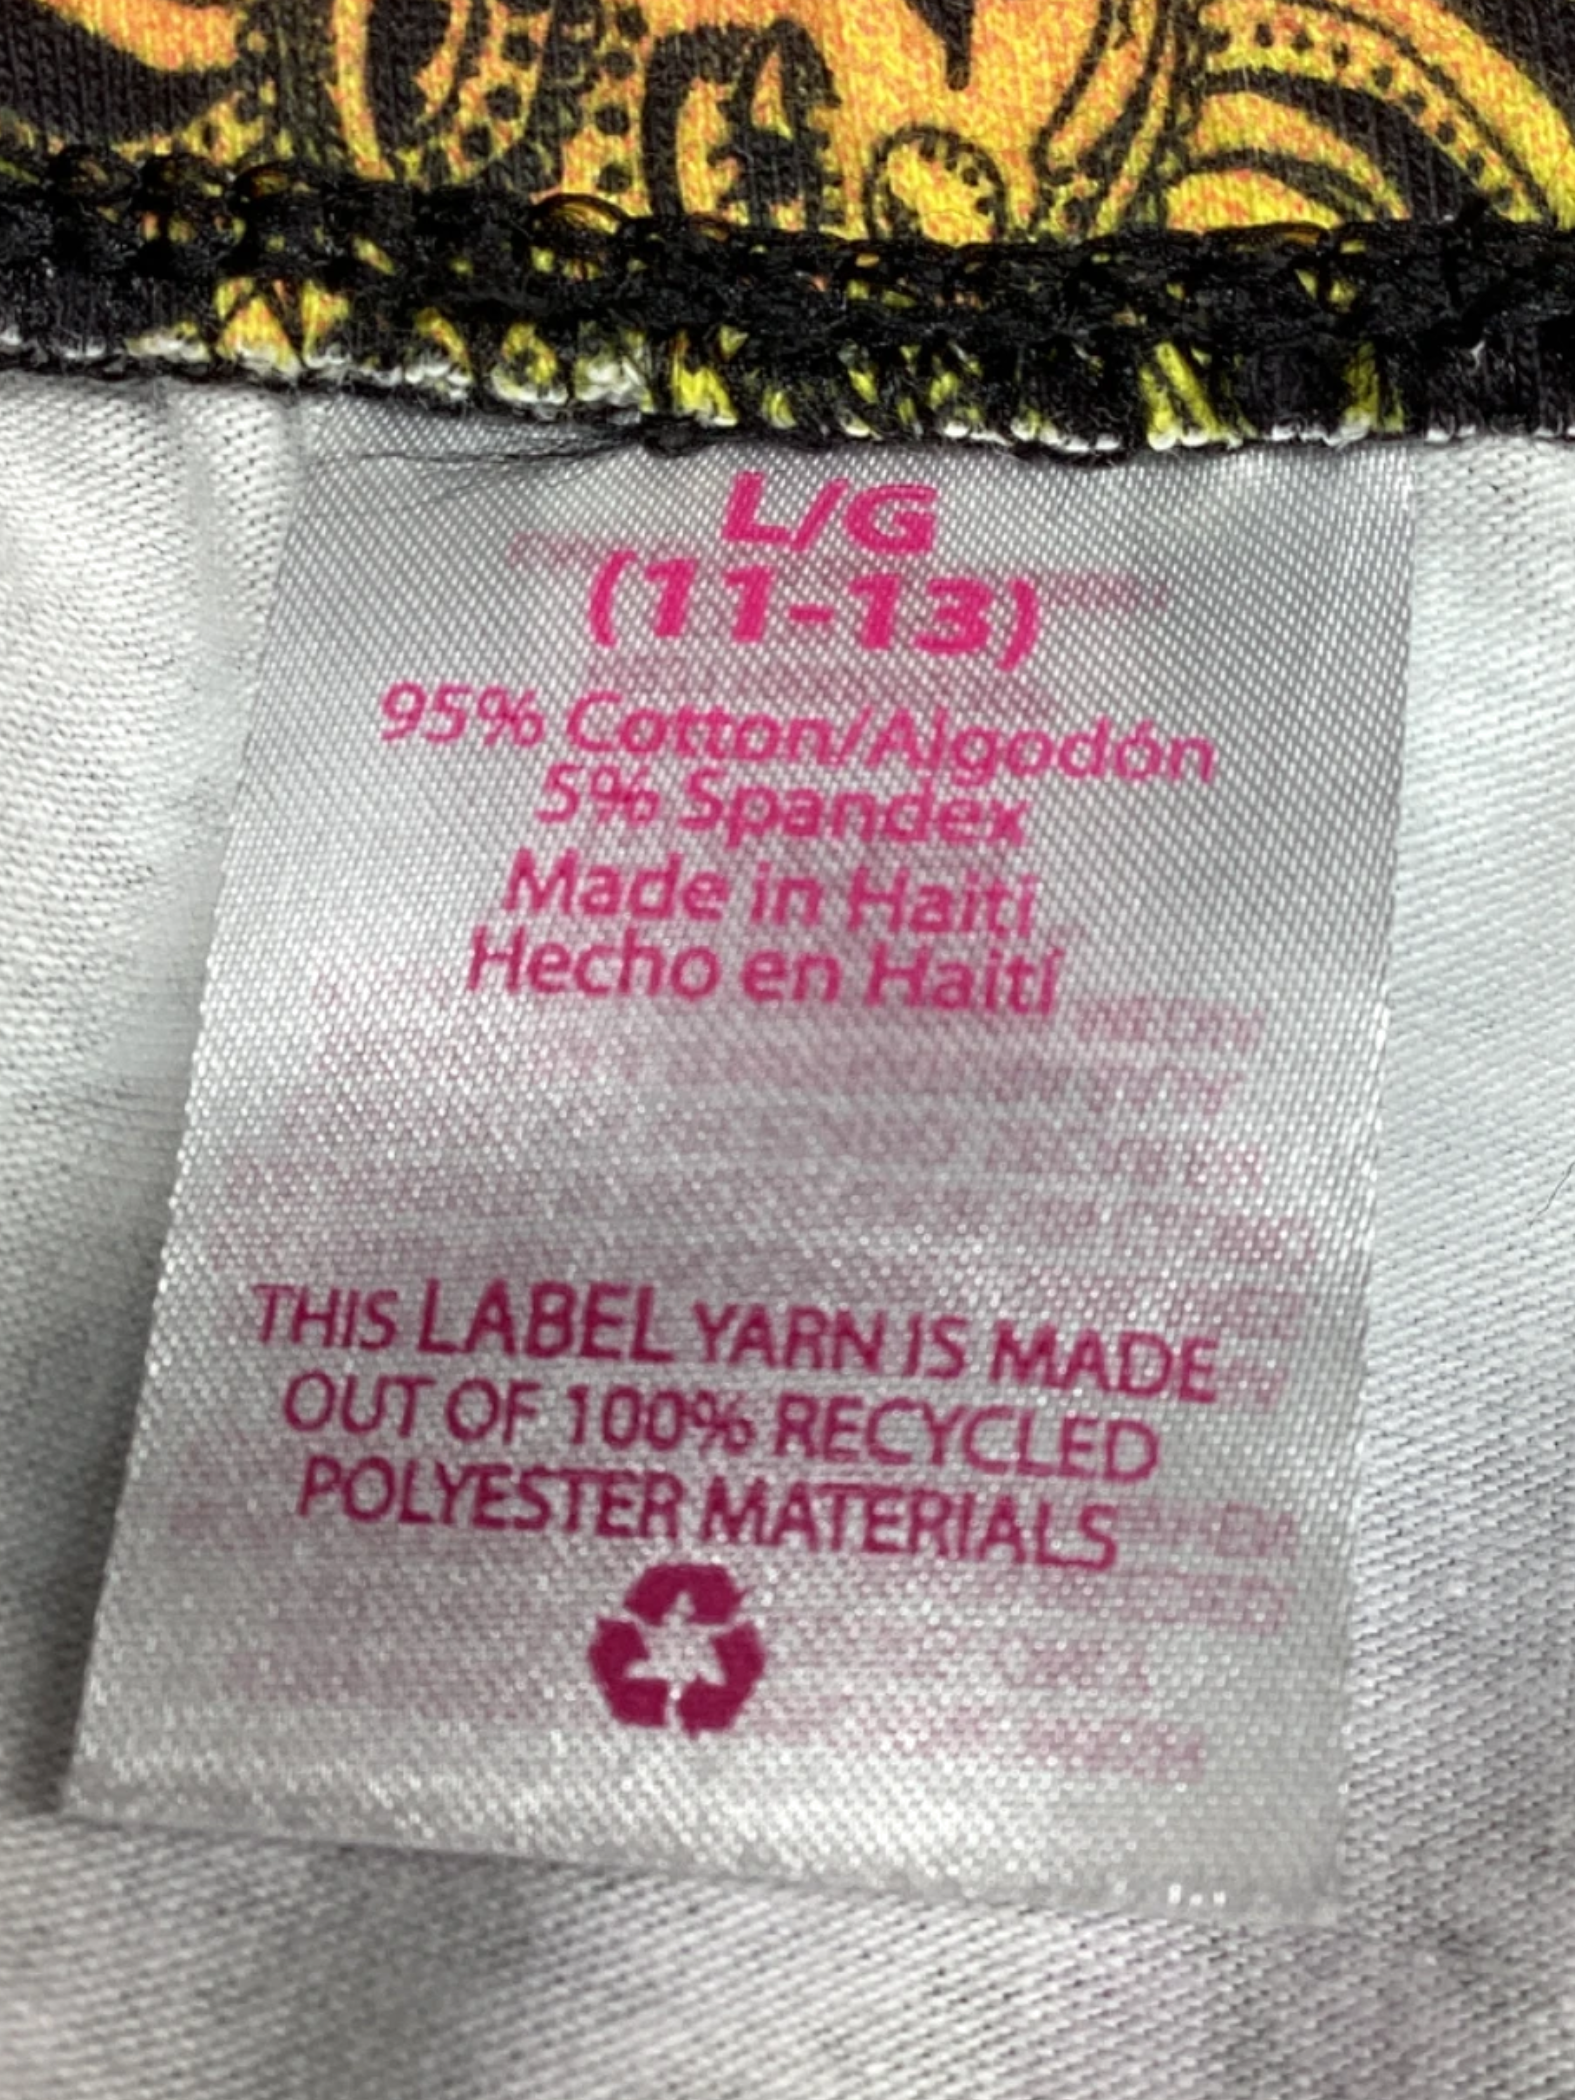 L/G
(11-13)
95% Cotton/Algodón
5% Spandex
Made in Haiti
Hecho en Haití
THIS LABEL YARN IS MADE
OUT OF 100% RECYCLED
POLYESTER MATERIALS